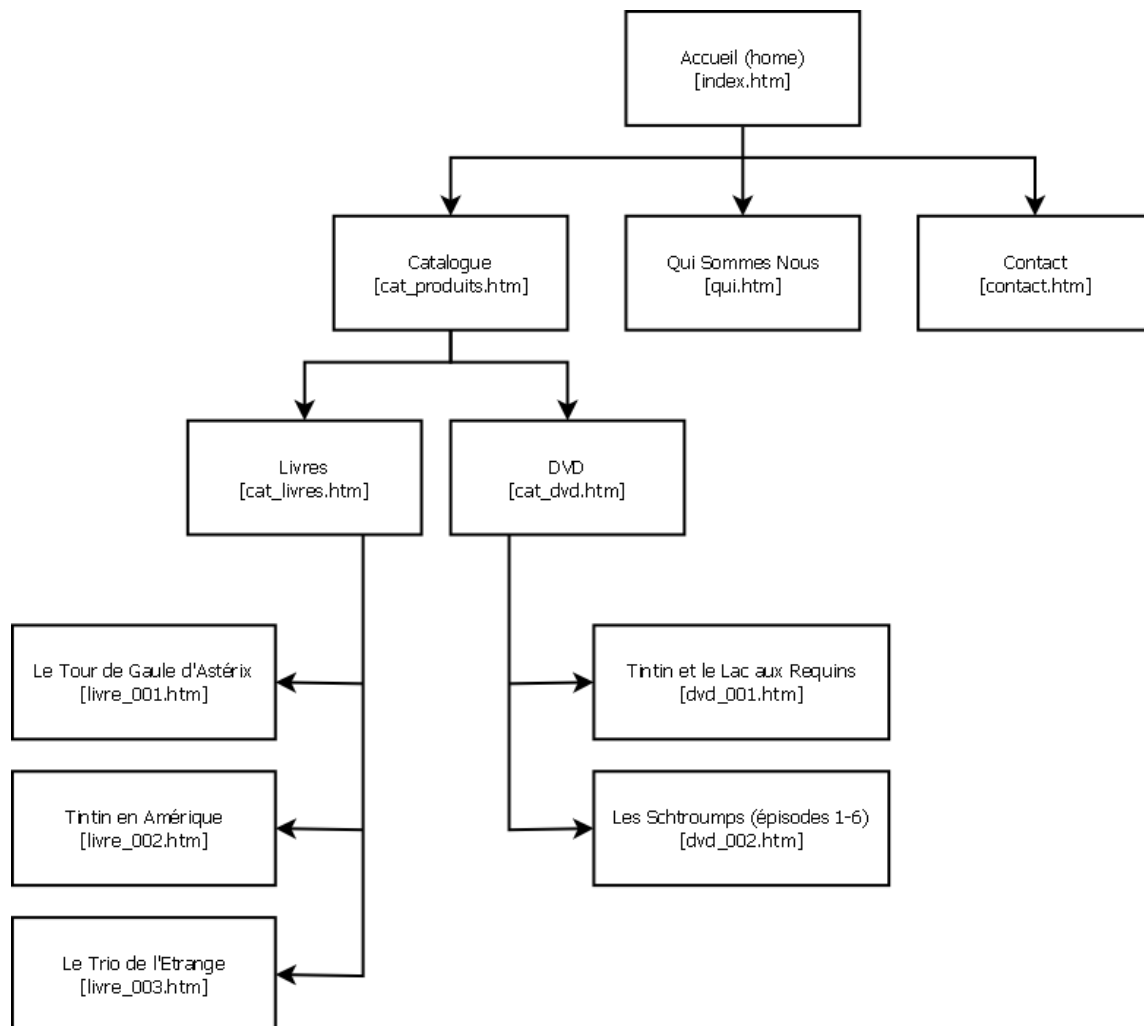 Accueil (home)
[index.htm]
Catalogue
[cat_produits.htm]
Qui Sommes Nous
[qui.htm]
Contact
[contact.htm]
Livres
[cat_livres.htm]
DVD
[cat_dvd.htm]
Le Tour de Gaule d'Astérix
[livre_001.htm]
Tintin et le Lac aux Requins
[dvd_001.htm]
Tintin en Amérique
[livre_002.htm]
Les Schtroumps (épisodes 1-6)
[dvd_002.htm]
Le Trio de l'Etrange
[livre_003.htm]